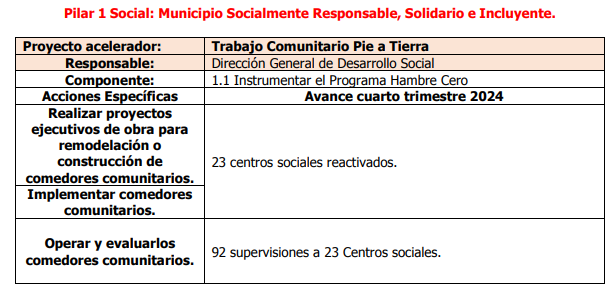 Pilar 1 Social: Municipio Socialmente Responsable, Solidario e Incluyente.
Proyecto acelerador: Trabajo Comunitario Pie a Tierra
Responsable: Dirección General de Desarrollo Social
Componente: 1.1 Instrumentar el Programa Hambre Cero
Acciones Específicas Avance cuarto trimestre 2024
Realizar proyectos
ejecutivos de obra para
remodelación o
construcción de
comedores comunitarios.
23 centros sociales reactivados.
Implementar comedores
comunitarios.
Operar y evaluarlos
comedores comunitarios.
92 supervisiones a 23 Centros sociales.